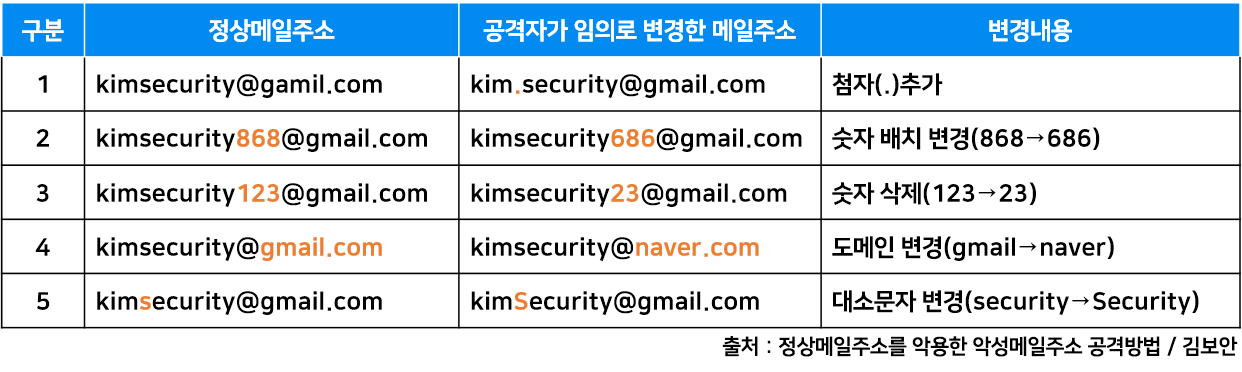 구분 정상메일주소 공격자가 임의로 변경한 메일주소 변경내용
1 kimsecurity@gamil.com kim.security@gmail.com 첨자(.)추가
2 kimsecurity868@gmail.com kimsecurity686@gmail.com 숫자 배치 변경(868→686)
3 kimsecurity123@gmail.com kimsecurity23@gmail.com 숫자 삭제(123→23)
4 kimsecurity@gmail.com kimsecurity@naver.com 도메인 변경(gmail→naver)
5 kimsecurity@gmail.com kimSecurity@gmail.com 대소문자 변경(security→Security)
출처 : 정상메일주소를 악용한 악성메일주소 공격방법 / 김보안